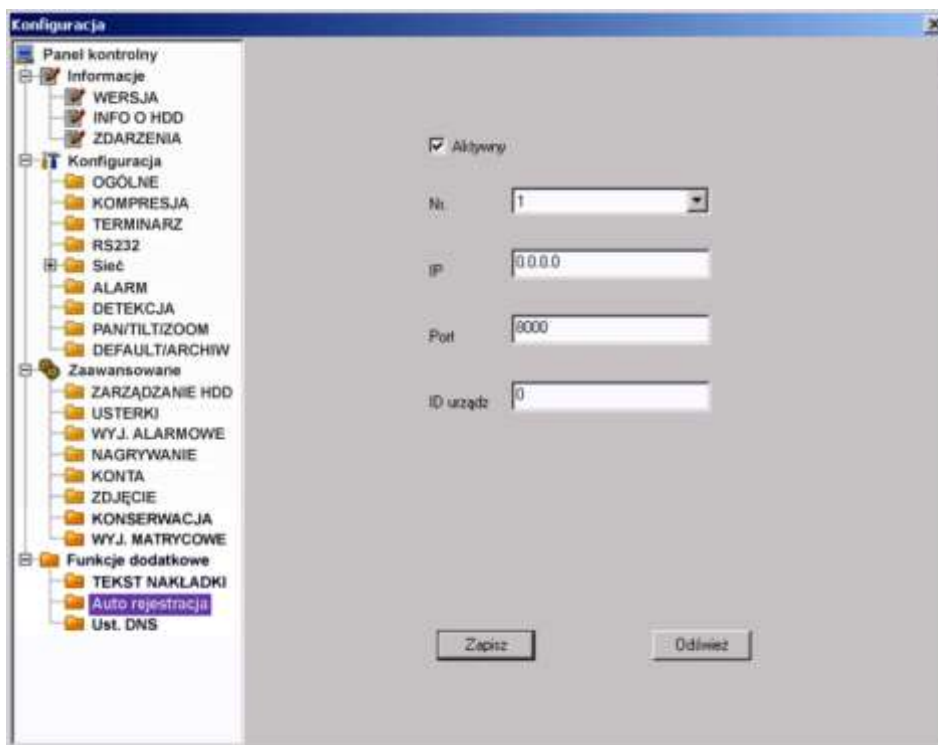 Konfiguracja
Panel kontrolny
Informacje
WERSJA
INFO O HDD
ZDARZENIA
Konfiguracja
OGÓLNE
KOMPRESJA
TERMINARZ
RS232
Sieć
ALARM
DETEKCJA
PAN/TILT/ZOOM
DEFAULT/ARCHIW
Zaawansowane
ZARZĄDZANIE HDD
USTERKI
WYJ. ALARMOWE
NAGRYWANIE
KONTA
ZDJĘCIE
KONSERWACJA
WYJ. MATRYCOWE
Funkcje dodatkowe
TEKST NAKŁADKI
Auto rejestracja
Ust. DNS
Aktywny
Nr. 1
IP 0.0.0.0
Port 8000
ID urządz 0
Zapisz Odśwież